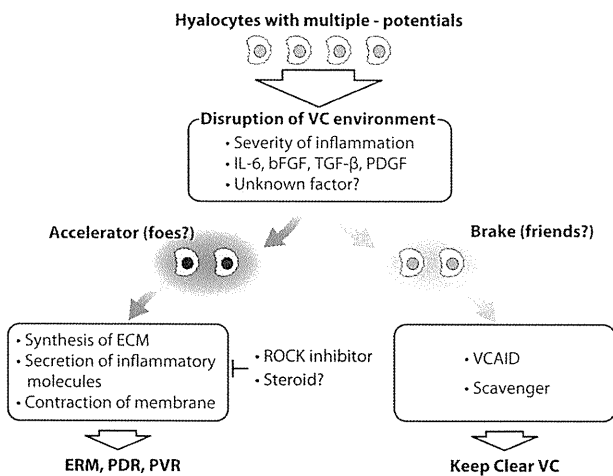 Hyalocytes with multiple - potentials
Disruption of VC environment
• Severity of inflammation
• IL-6, bFGF, TGF-β, PDGF
• Unknown factor?
Accelerator (foes?)
Brake (friends?)
• Synthesis of ECM
• Secretion of inflammatory
molecules
• Contraction of membrane
• ROCK inhibitor
• Steroid?
• VCAID
• Scavenger
ERM, PDR, PVR
Keep Clear VC